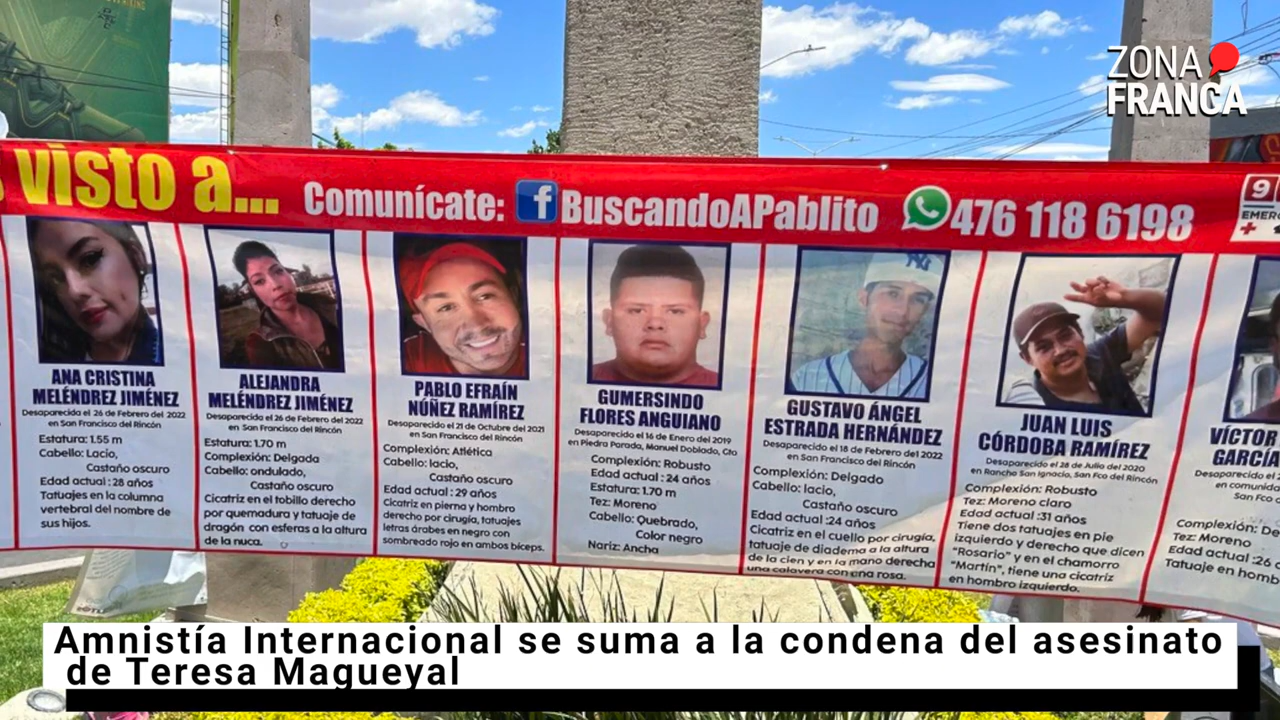 ZONA
FRANCA
visto a...
Comunícate: f BuscandoAPablito 476 118 6198
9
EMERG
ANA CRISTINA
MELÉNDREZ JIMÉNEZ
Desaparecida el 26 de Febrero del 2022
en San Francisco del Rincón
Estatura: 1.55 m
Cabello: Lacio,
Castaño oscuro
Edad actual : 28 años
Tatuajes en la columna
vertebral del nombre de
sus hijos.
ALEJANDRA
MELÉNDREZ JIMÉNEZ
Desaparecida el 26 de Febrero del 2022
en San Francisco del Rincón
Estatura: 1.70 m
Complexión: Delgada
Cabello: ondulado,
Castaño oscuro
Cicatriz en el tobillo derecho
por quemadura y tatuaje de
dragón con esferas a la altura
de la nuca.
PABLO EFRAÍN
NÚÑEZ RAMÍREZ
Desaparecido el 21 de Octubre del 2021
en San Francisco del Rincón
Complexión: Atlética
Cabello: lacio,
Castaño oscuro
Edad actual : 29 años
Cicatriz en pierna y hombro
derecho por cirugía, tatuajes
letras árabes en negro con
sombreado rojo en ambos biceps.
GUMERSINDO
FLORES ANGUIANO
Desaparecido el 16 de Enero del 2019
en Piedra Parada, Manuel Doblado, Gto
Complexión: Robusto
Edad actual : 24 años
Estatura: 1.70 m
Tez: Moreno
Cabello: Quebrado,
Color negro
Nariz: Ancha
GUSTAVO ÁNGEL
ESTRADA HERNÁNDEZ
Desaparecido el 18 de Febrero del 2022
en San Francisco del Rincón
Complexión: Delgado
Cabello: lacio,
Castaño oscuro
Edad actual :24 años
Cicatriz en el cuello por cirugía,
tatuaje de diadema a la altura
de la cien y en la mano derecha
una calavera con una rosa.
JUAN LUIS
CÓRDOBA RAMÍREZ
Desaparecido el 28 de Julio del 2020
en Rancho San Ignacio, San Fco del Rincón
Complexión: Robusto
Tez: Moreno claro
Edad actual :31 años
Tiene dos tatuajes en pie
izquierdo y derecho que dicen
"Rosario" y en el chamorro
"Martín", tiene una cicatriz
en hombro izquierdo.
VÍCTOR
GARCÍA
Desaparecido el
en comunida
San Fco
Complexión: De
Tez: Moreno
Edad actual :26
Tatuaje en homb
Amnistía Internacional se suma a la condena del asesinato
de Teresa Magueyal